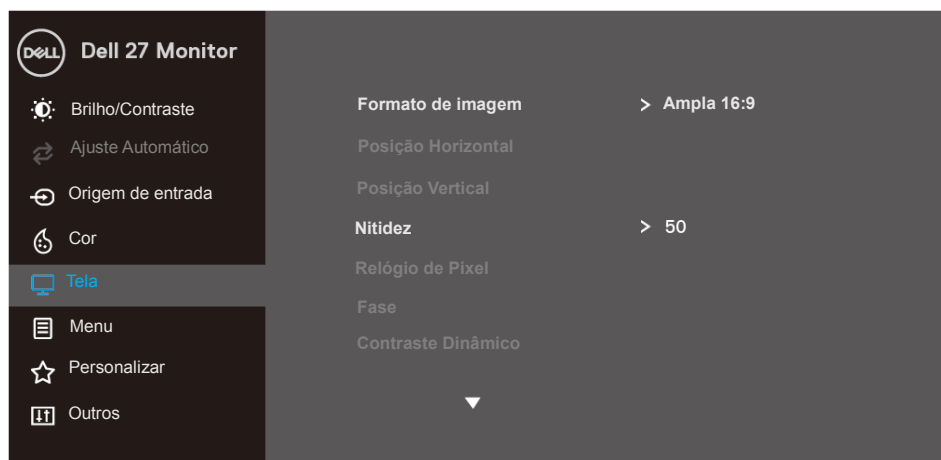 DELL Dell 27 Monitor
Brilho/Contraste
Ajuste Automático
Origem de entrada
Cor
Tela
Menu
Personalizar
Outros
Formato de imagem > Ampla 16:9
Posição Horizontal
Posição Vertical
Nitidez > 50
Relógio de Pixel
Fase
Contraste Dinâmico